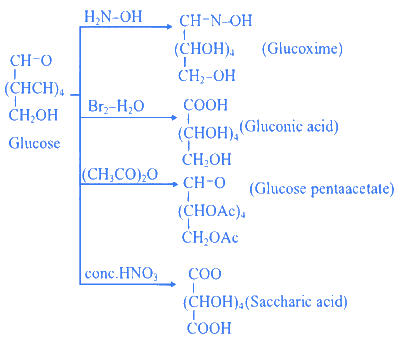 H₂N–OH
CH–N–OH
(CHOH)₄ (Glucoxime)
CH₂–OH
CH–O
(CHCH)₄
CH₂OH
Glucose
Br₂–H₂O
COOH
(CHOH)₄ (Gluconic acid)
CH₂OH
(CH₃CO)₂O
CH–O
(Glucose pentaacetate)
(CHOAc)₄
CH₂OAc
conc.HNO₃
COO
(CHOH)₄ (Saccharic acid)
COOH